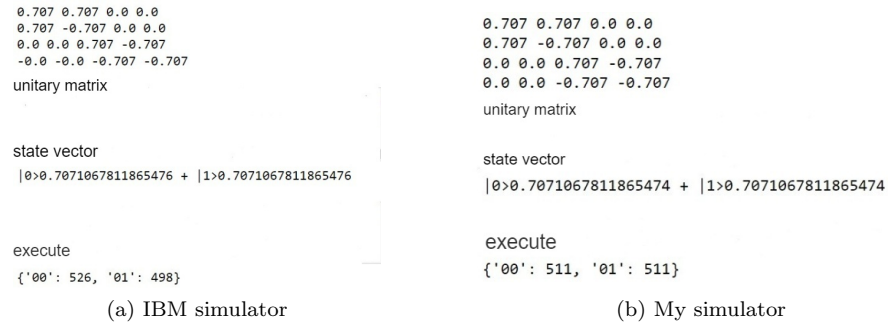 0.707 0.707 0.0 0.0
0.707 -0.707 0.0 0.0
0.0 0.0 0.707 -0.707
-0.0 -0.0 -0.707 -0.707
unitary matrix
state vector
|0>0.7071067811865476 + |1>0.7071067811865476
execute
{'00': 526, '01': 498}
(a) IBM simulator
0.707 0.707 0.0 0.0
0.707 -0.707 0.0 0.0
0.0 0.0 0.707 -0.707
0.0 0.0 -0.707 -0.707
unitary matrix
state vector
|0>0.7071067811865474 + |1>0.7071067811865474
execute
{'00': 511, '01': 511}
(b) My simulator